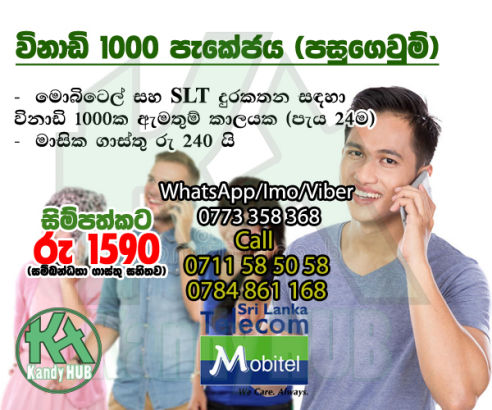 විනාඩි 1000 පැකේජය (පසුගෙවුම්)
- මොබිටෙල් සහ SLT දුරකතන සඳහා
විනාඩි 1000ක ඇමතුම් කාලයක (පැය 24ම)
- මාසික ගාස්තු රු 240 යි
WhatsApp/Imo/Viber
0773 358 368
Call
0711 58 50 58
0784 861 168
සිම්පත්කට
රු 1590
(සම්බන්ධතා ගාස්තු සහිතව)
KA
Kandy HUB
Sri Lanka
Telecom
Mobitel
We Care. Always.